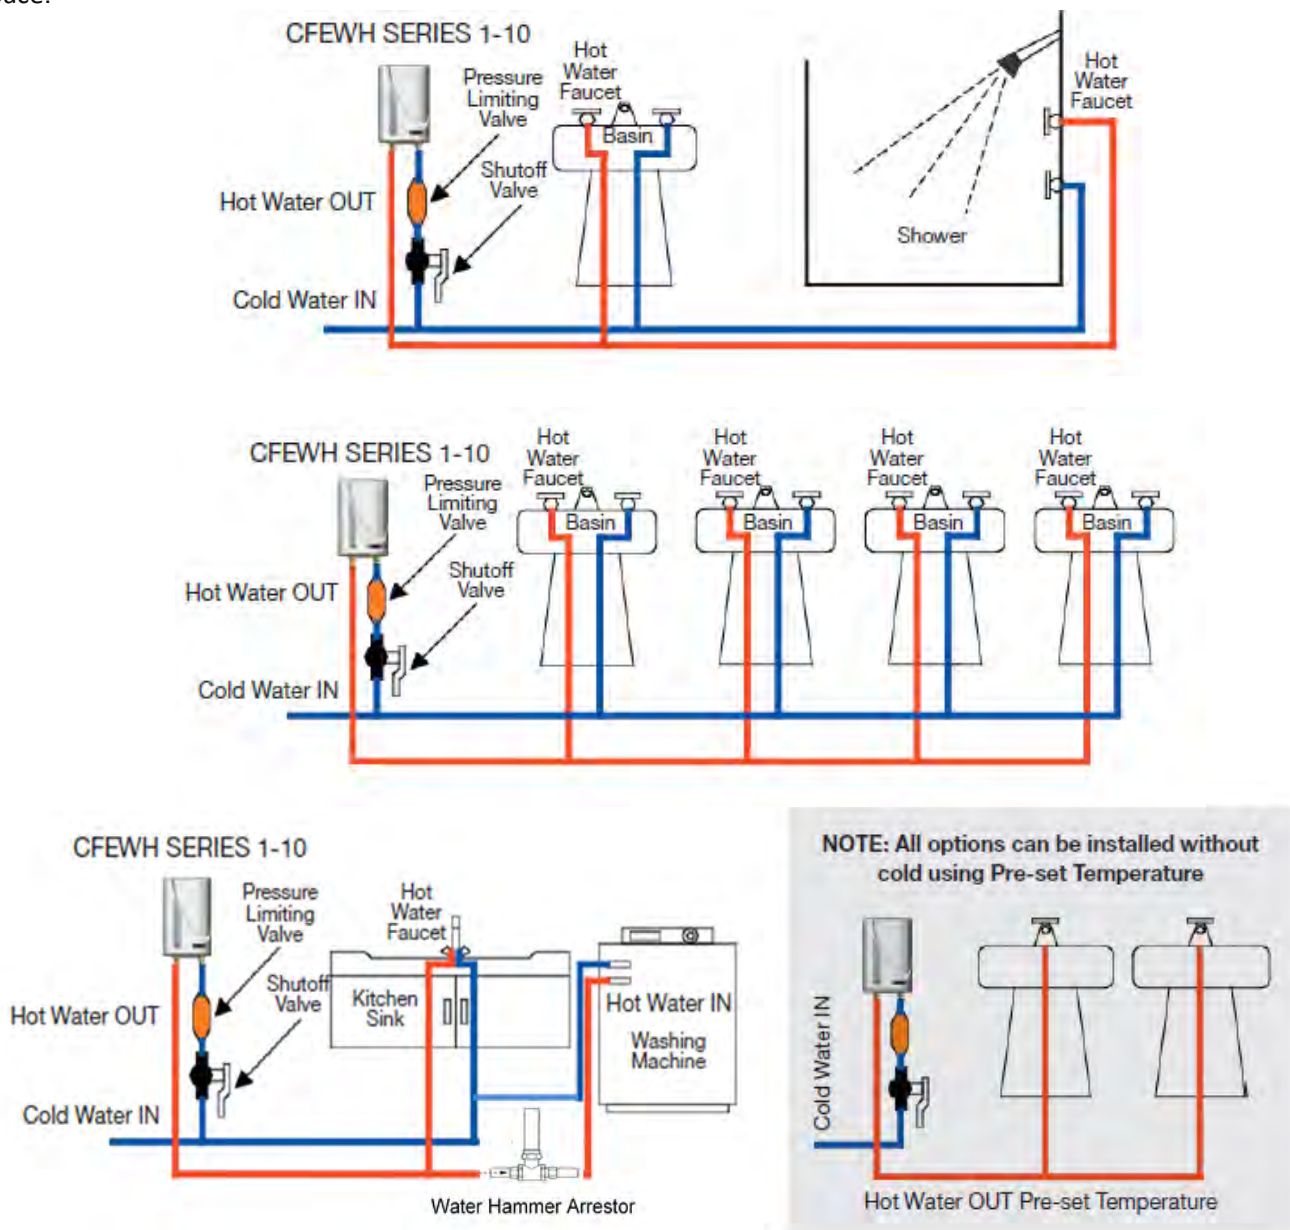 CFEWH SERIES 1-10
Pressure
Limiting
Valve
Hot
Water
Faucet
Basin
Shutoff
Valve
Hot Water OUT
Cold Water IN
Shower
Hot
Water
Faucet
CFEWH SERIES 1-10
Pressure
Limiting
Valve
Shutoff
Valve
Hot Water OUT
Cold Water IN
Hot
Water
Faucet
Basin
Hot
Water
Faucet
Basin
Hot
Water
Faucet
Basin
Hot
Water
Faucet
Basin
CFEWH SERIES 1-10
Pressure
Limiting
Valve
Shutoff
Valve
Hot Water OUT
Cold Water IN
Hot
Water
Faucet
Kitchen
Sink
Hot Water IN
Washing
Machine
Water Hammer Arrestor
NOTE: All options can be installed without
cold using Pre-set Temperature
Cold Water IN
Hot Water OUT Pre-set Temperature